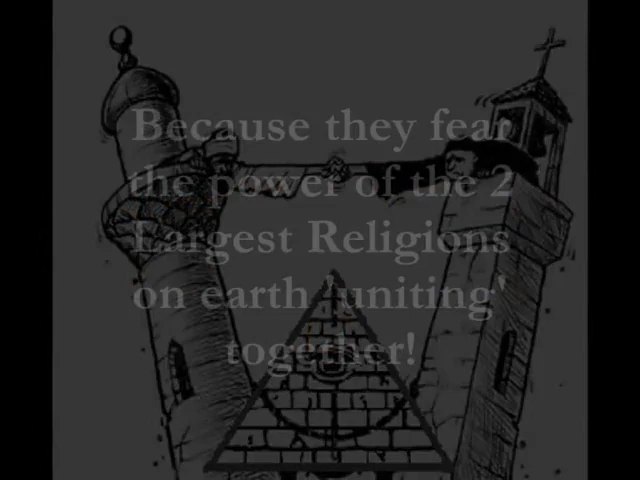 Because they fear
the power of the 2
Largest Religions
on earth 'uniting'
together!